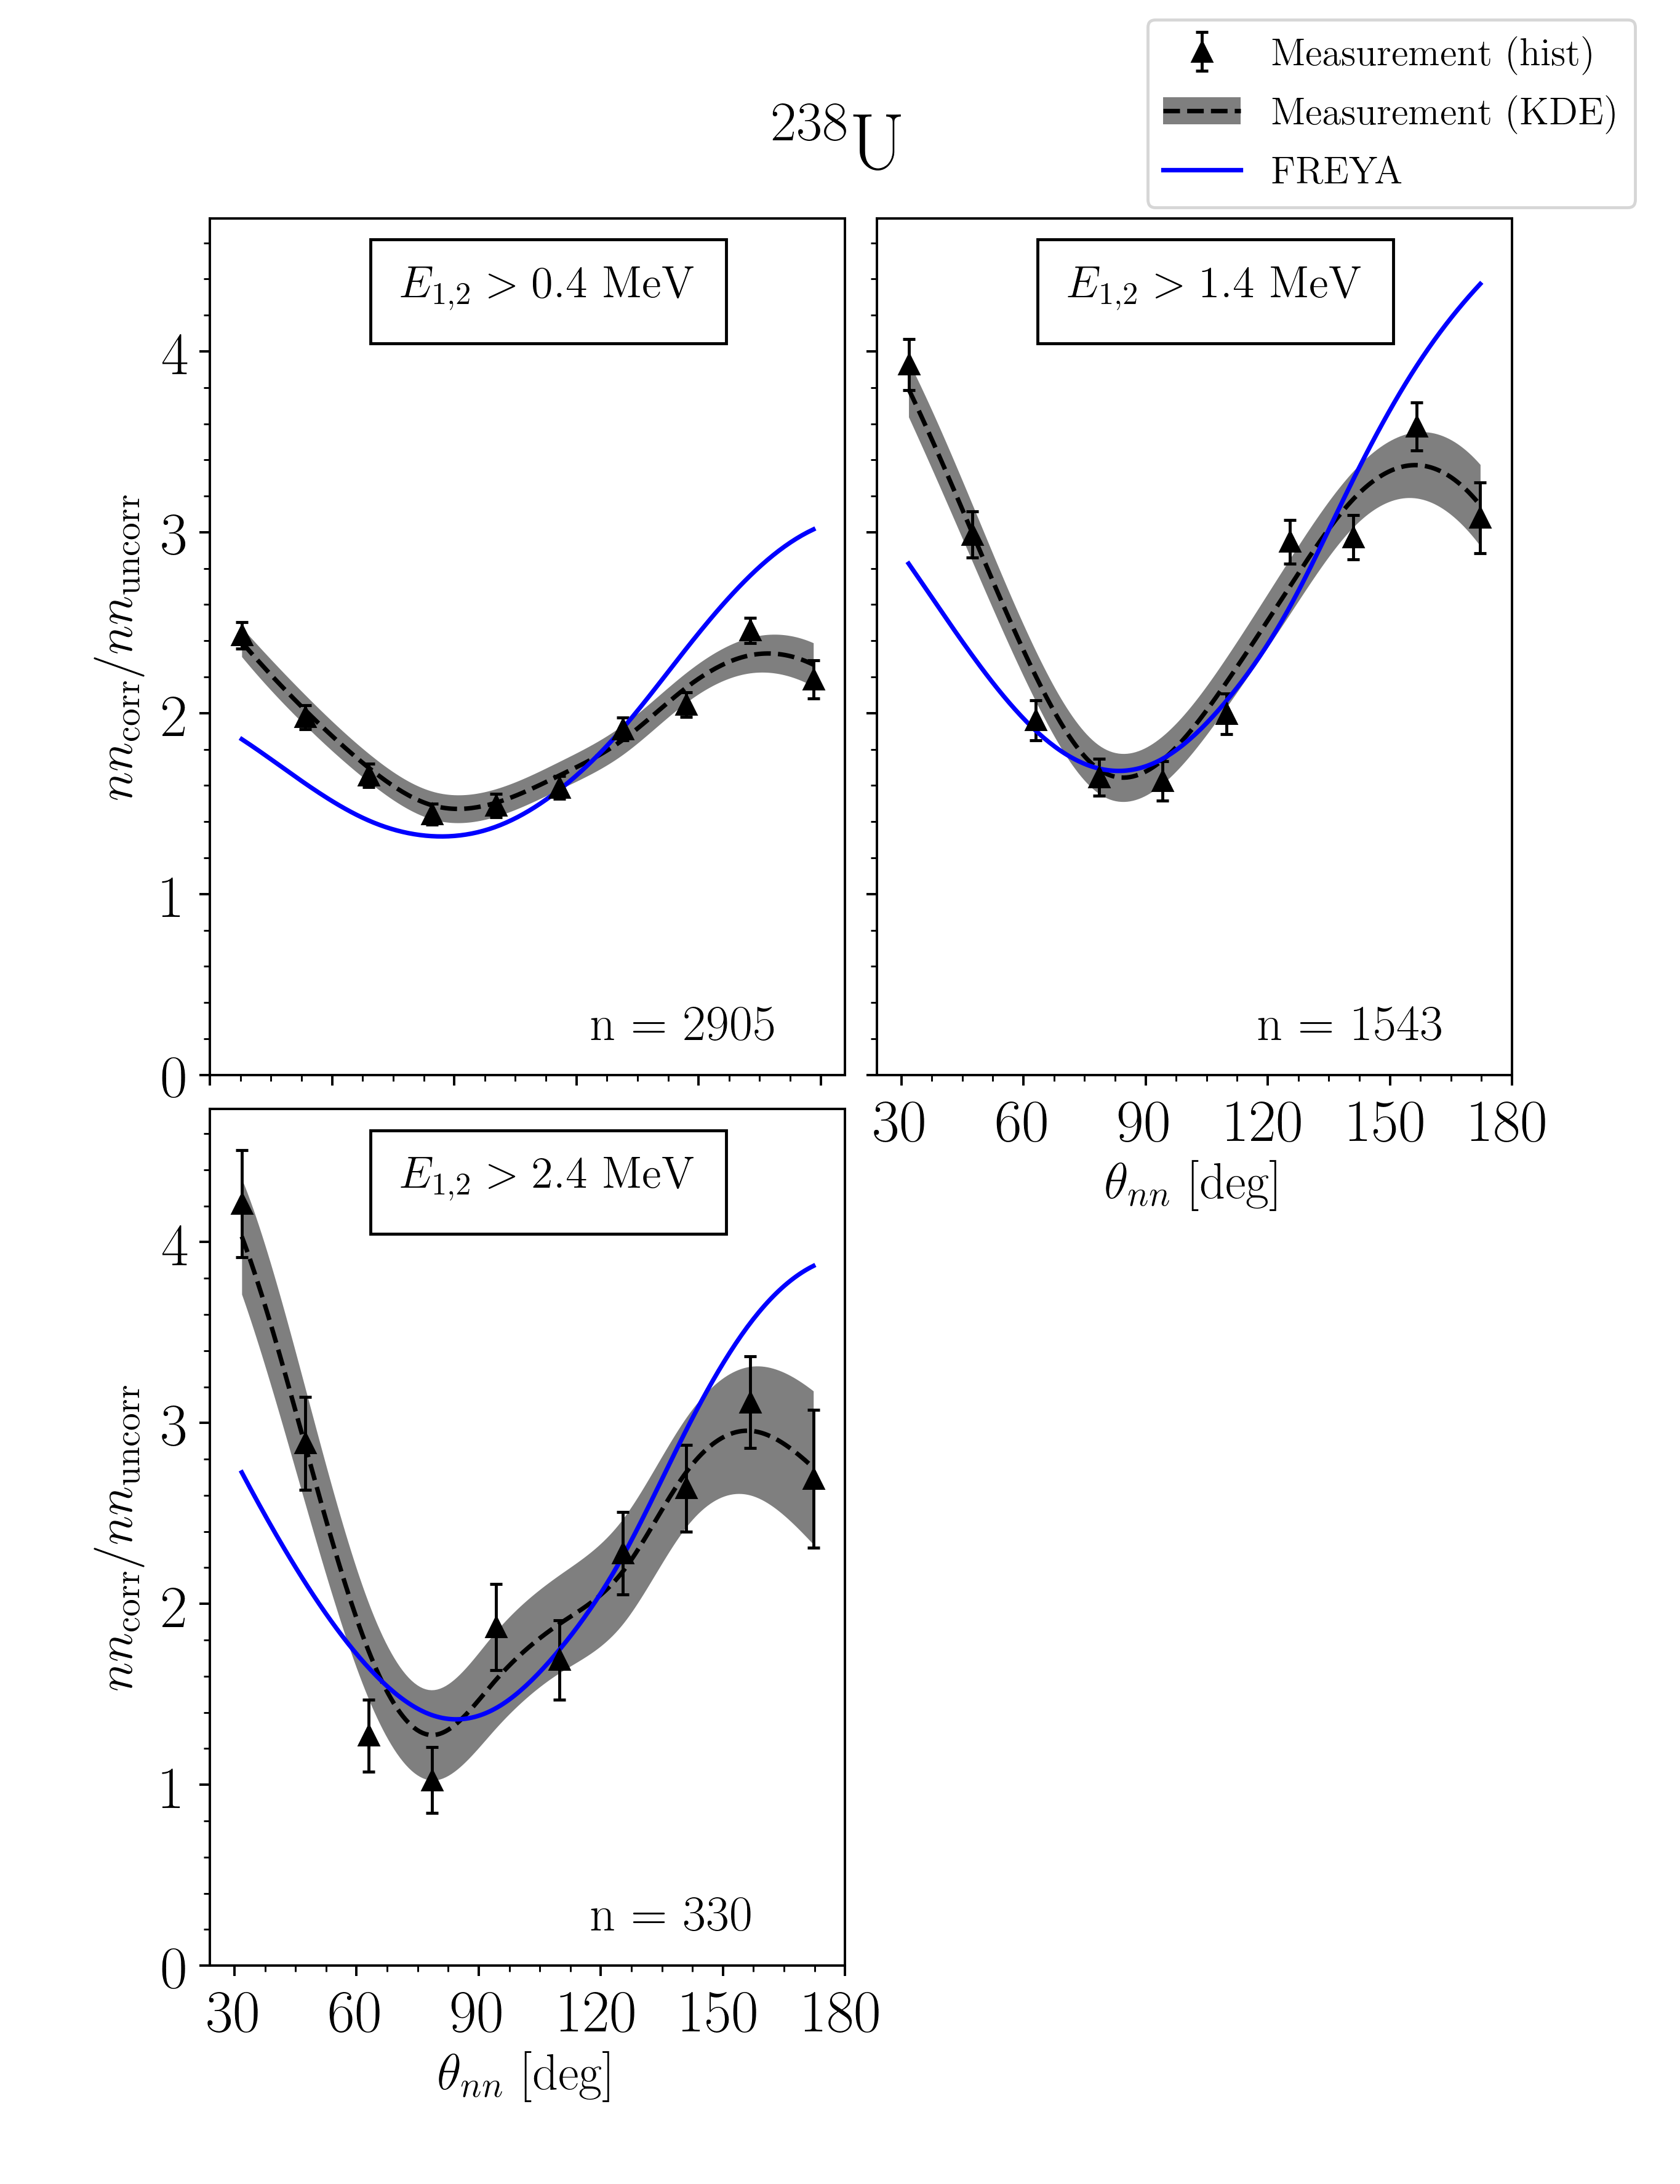 Measurement (hist)
Measurement (KDE)
FREYA
²³⁸U
E₁,₂ > 0.4 MeV
E₁,₂ > 1.4 MeV
nn_corr/nn_uncorr
4
3
2
1
0
n = 2905
n = 1543
30 60 90 120 150 180
θ_nn [deg]
E₁,₂ > 2.4 MeV
nn_corr/nn_uncorr
4
3
2
1
0
n = 330
30 60 90 120 150 180
θ_nn [deg]